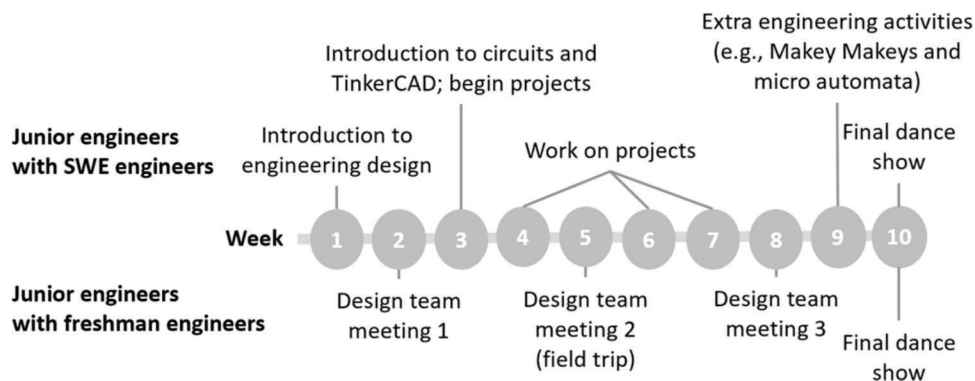 Extra engineering activities
(e.g., Makey Makeys and
micro automata)
Introduction to circuits and
TinkerCAD; begin projects
Junior engineers
with SWE engineers
Introduction to
engineering design
Work on projects
Final dance
show
Week 1 2 3 4 5 6 7 8 9 10
Junior engineers
with freshman engineers
Design team
meeting 1
Design team
meeting 2
(field trip)
Design team
meeting 3
Final dance
show